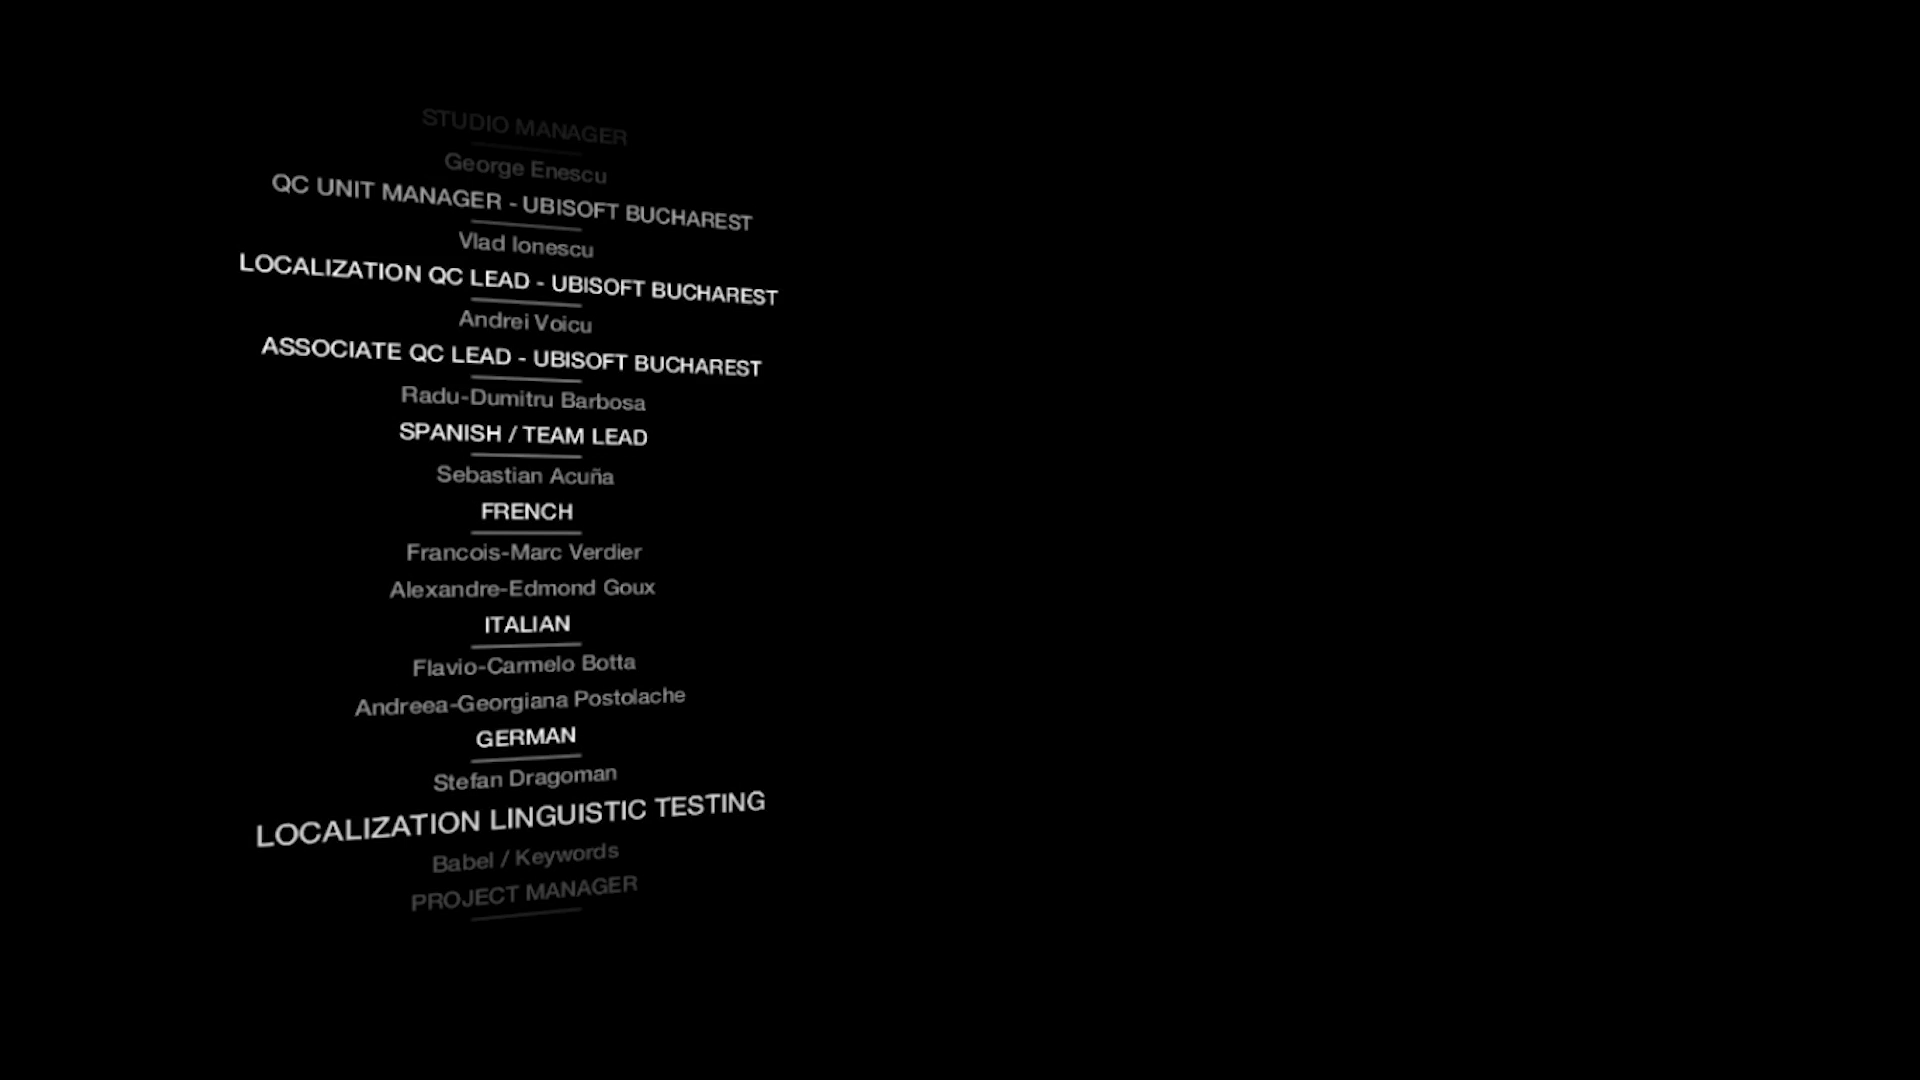 STUDIO MANAGER
George Enescu
QC UNIT MANAGER - UBISOFT BUCHAREST
Vlad Ionescu
LOCALIZATION QC LEAD - UBISOFT BUCHAREST
Andrei Voicu
ASSOCIATE QC LEAD - UBISOFT BUCHAREST
Radu-Dumitru Barbosa
SPANISH / TEAM LEAD
Sebastian Acuña
FRENCH
Francois-Marc Verdier
Alexandre-Edmond Goux
ITALIAN
Flavio-Carmelo Botta
Andreea-Georgiana Postolache
GERMAN
Stefan Dragoman
LOCALIZATION LINGUISTIC TESTING
Babel / Keywords
PROJECT MANAGER